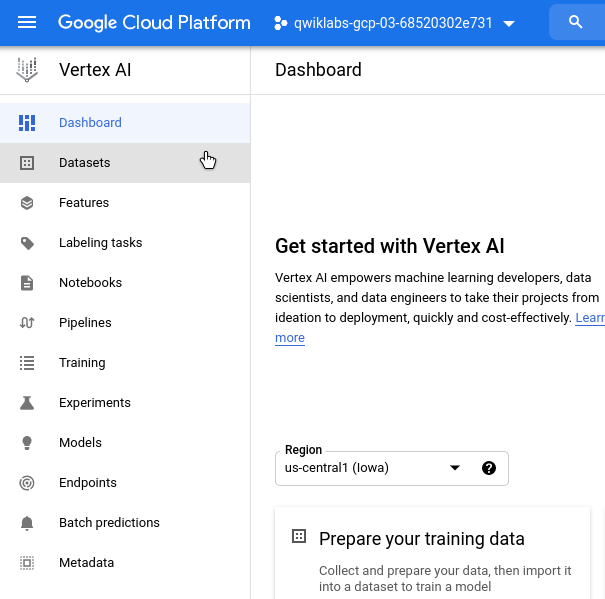 Google Cloud Platform
qwiklabs-gcp-03-68520302e731
Vertex AI
Dashboard
Dashboard
Datasets
Features
Labeling tasks
Notebooks
Pipelines
Training
Experiments
Models
Endpoints
Batch predictions
Metadata
Get started with Vertex AI
Vertex AI empowers machine learning developers, data
scientists, and data engineers to take their projects from
ideation to deployment, quickly and cost-effectively. Learn
more
Region
us-central1 (Iowa)
?
Prepare your training data
Collect and prepare your data, then import it
into a dataset to train a model